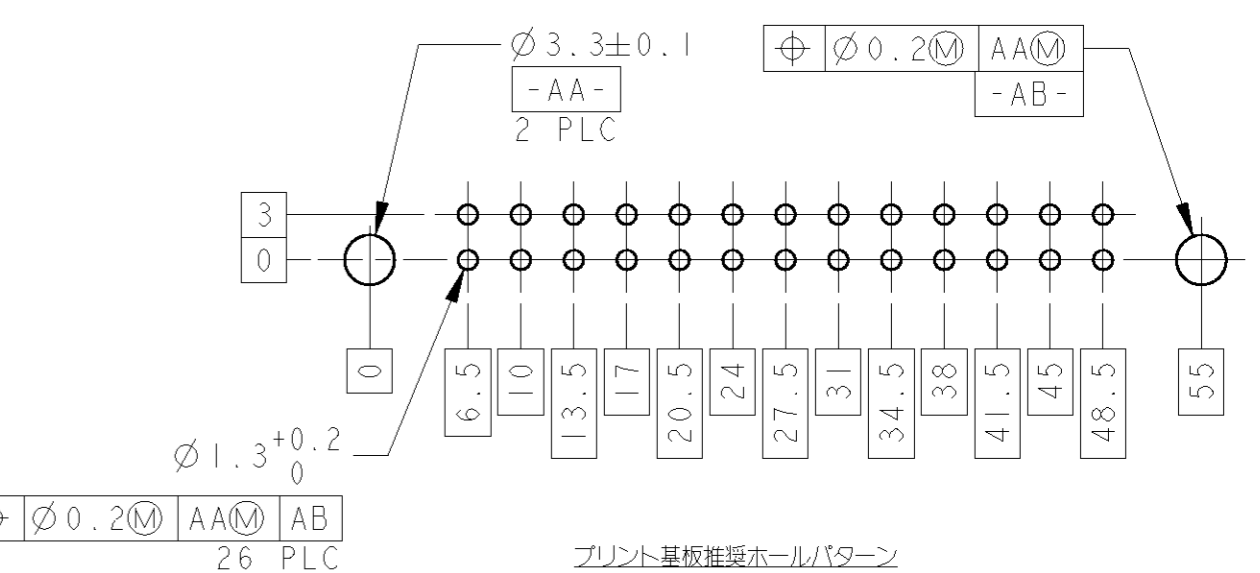 Ø3.3±0.1
-AA-
2 PLC
⌖ Ø0.2Ⓜ AAⓂ
-AB-
3
0
0 6.5 10 13.5 17 20.5 24 27.5 31 34.5 38 41.5 45 48.5 55
Ø1.3 +0.2 0
⌖ Ø0.2Ⓜ AAⓂ AB
26 PLC
プリント基板推奨ホールパターン